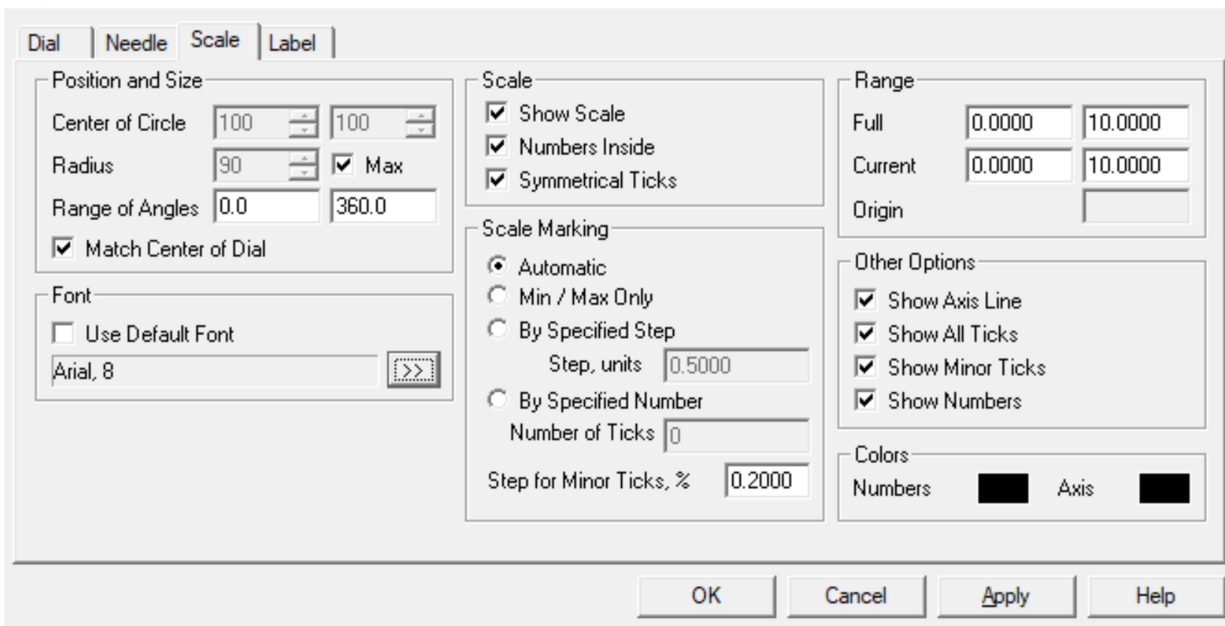 Dial Needle Scale Label
Position and Size
Center of Circle 100 100
Radius 90 Max
Range of Angles 0.0 360.0
Match Center of Dial
Font
Use Default Font
Arial, 8 >>
Scale
Show Scale
Numbers Inside
Symmetrical Ticks
Scale Marking
Automatic
Min / Max Only
By Specified Step
Step, units 0.5000
By Specified Number
Number of Ticks 0
Step for Minor Ticks, % 0.2000
Range
Full 0.0000 10.0000
Current 0.0000 10.0000
Origin
Other Options
Show Axis Line
Show All Ticks
Show Minor Ticks
Show Numbers
Colors
Numbers Axis
OK Cancel Apply Help